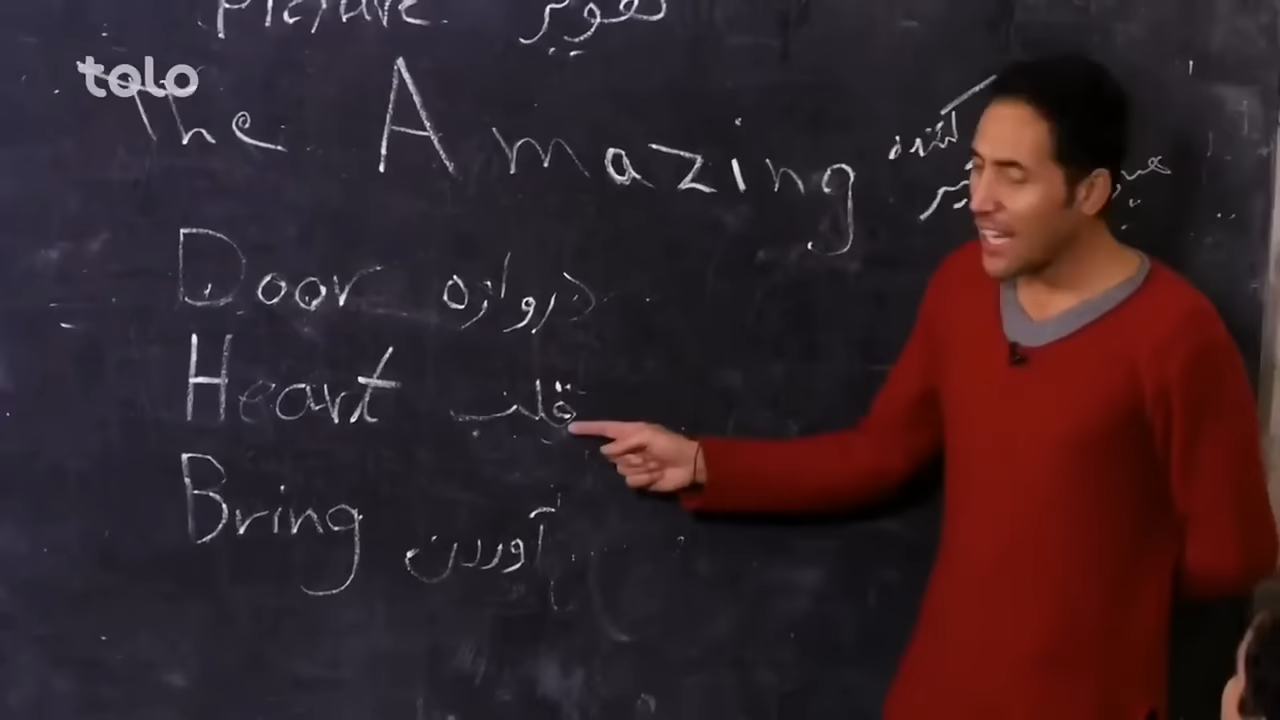 picture تصویر
tolo
The Amazing
Door دروازه
Heart قلب
Bring آوردن